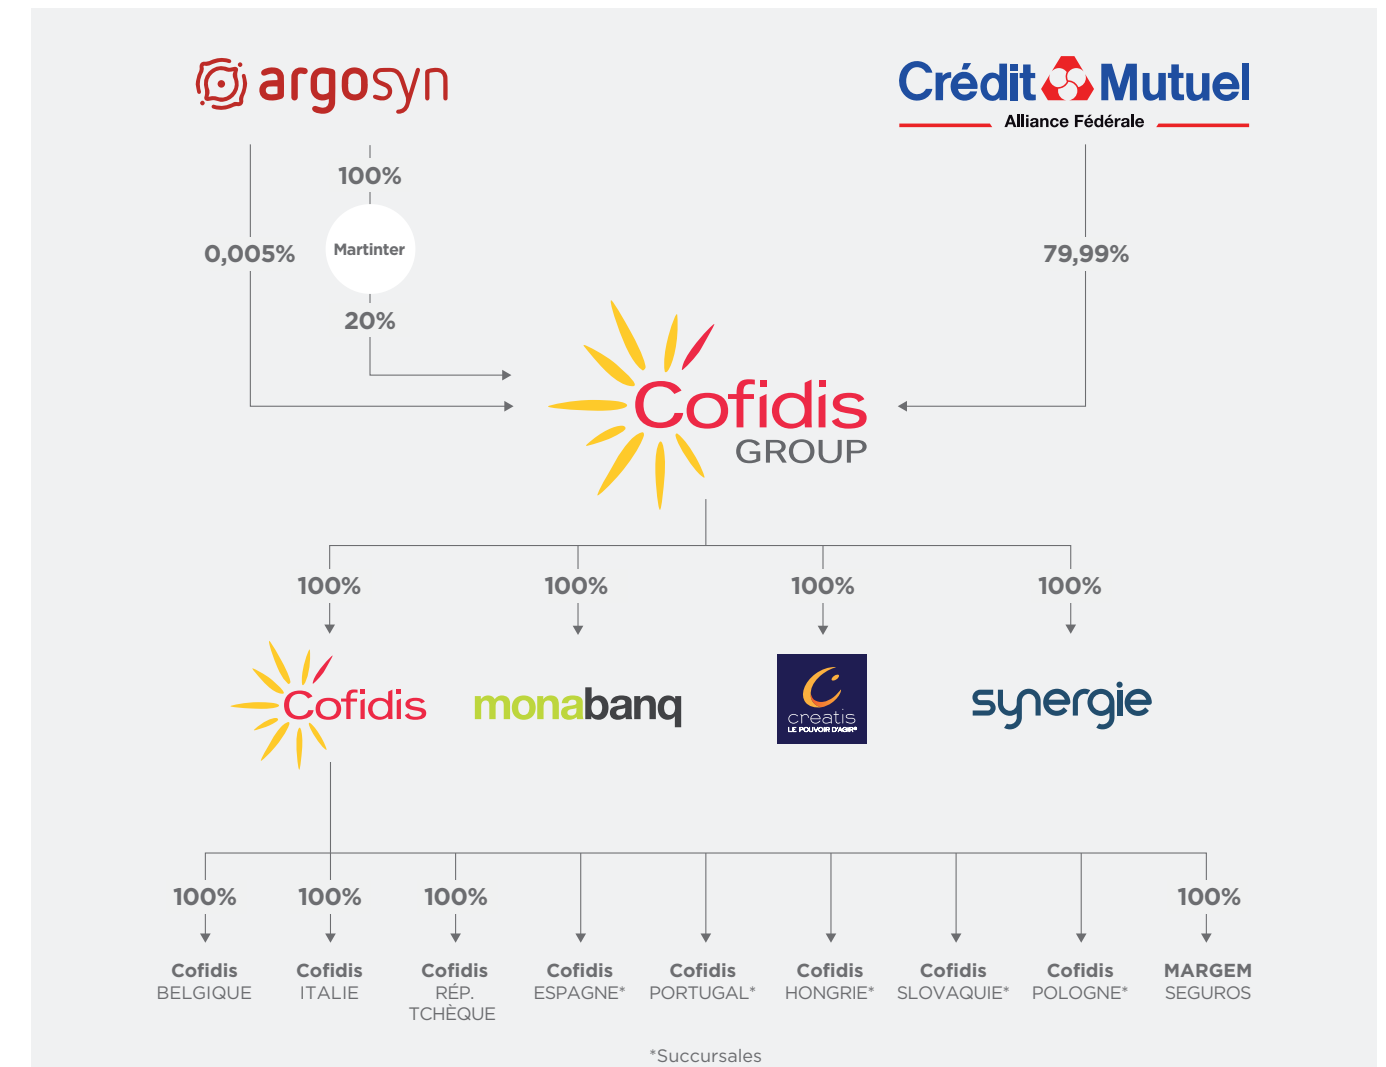 argosyn
Crédit Mutuel
Alliance Fédérale
100%
0,005%
Martinter
79,99%
20%
Cofidis
GROUP
100% 100% 100% 100%
Cofidis
monabanq
creatis
LE POUVOIR D'AGIR®
synergie
100% 100% 100% 100%
Cofidis
BELGIQUE
Cofidis
ITALIE
Cofidis
RÉP.
TCHÈQUE
Cofidis
ESPAGNE*
Cofidis
PORTUGAL*
Cofidis
HONGRIE*
Cofidis
SLOVAQUIE*
Cofidis
POLOGNE*
MARGEM
SEGUROS
*Succursales